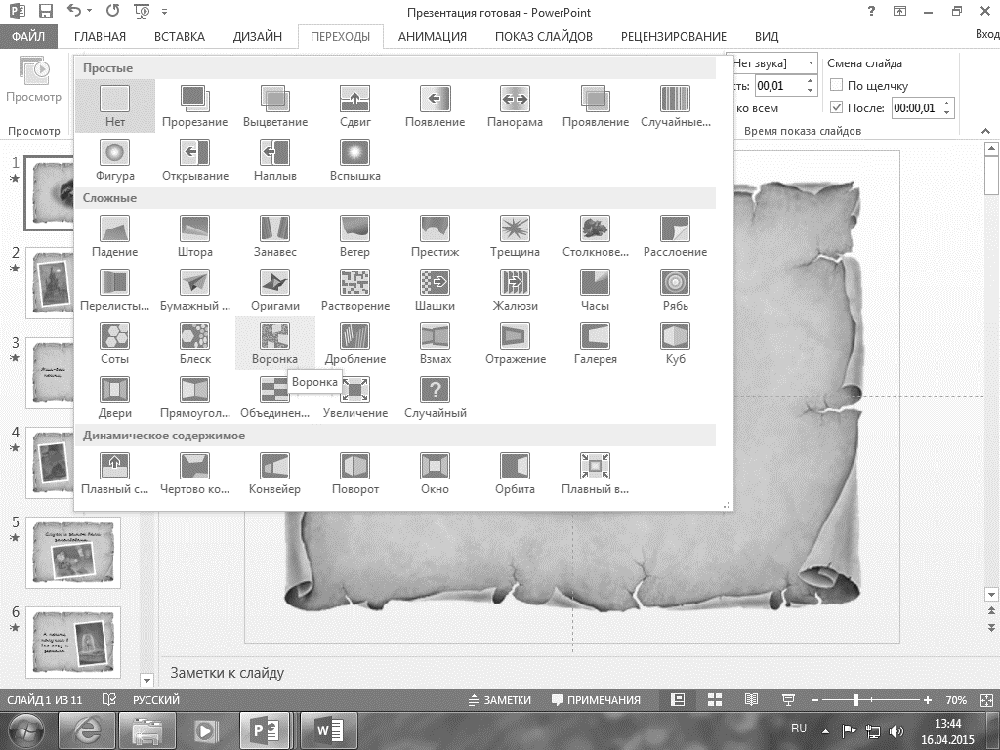 Презентация готовая - PowerPoint
ФАЙЛ ГЛАВНАЯ ВСТАВКА ДИЗАЙН ПЕРЕХОДЫ АНИМАЦИЯ ПОКАЗ СЛАЙДОВ РЕЦЕНЗИРОВАНИЕ ВИД Вход
Просмотр
Просмотр
Нет звука]
сть: 00,01
ко всем
Смена слайда
По щелчку
После: 00:00,01
Время показа слайдов
Простые
Нет Прорезание Выцветание Сдвиг Появление Панорама Проявление Случайные...
Фигура Открывание Наплыв Вспышка
Сложные
Падение Штора Занавес Ветер Престиж Трещина Столкнове... Расслоение
Перелисты... Бумажный ... Оригами Растворение Шашки Жалюзи Часы Рябь
Соты Блеск Воронка Дробление Взмах Отражение Галерея Куб
Воронка
Двери Прямоугол... Объединен... Увеличение Случайный
Динамическое содержимое
Плавный с... Чертово ко... Конвейер Поворот Окно Орбита Плавный в...
1
2
3
4
5
6
Заметки к слайду
СЛАЙД 1 ИЗ 11 РУССКИЙ ЗАМЕТКИ ПРИМЕЧАНИЯ 70%
RU 13:44
16.04.2015